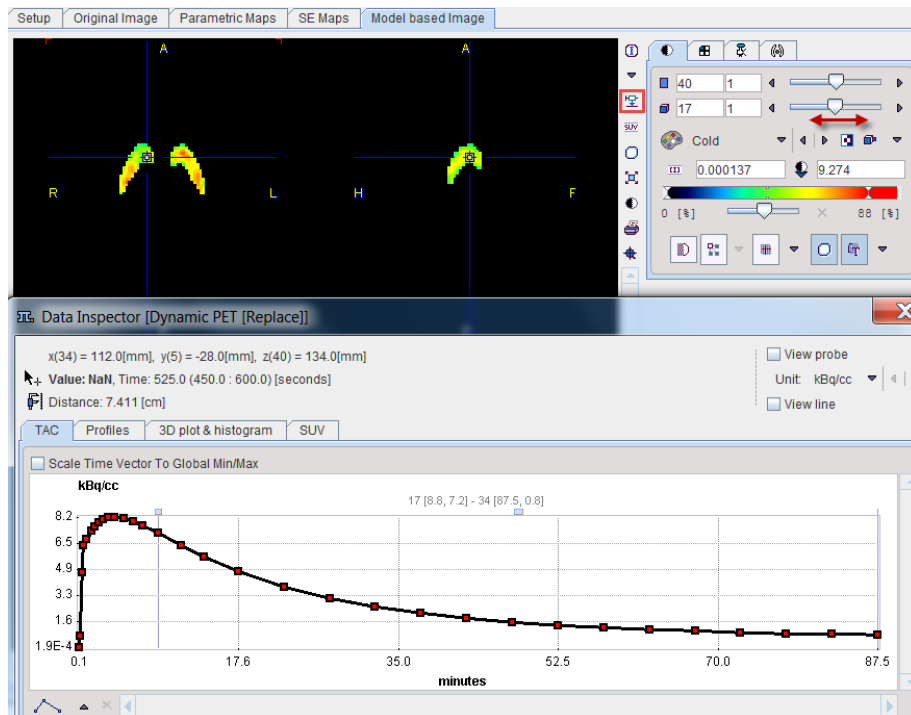 Setup Original Image Parametric Maps SE Maps Model based Image
A A
40 1
17 1
SUV
Cold
R L H F
0.000137 9.274
0 [%] 88 [%]
Data Inspector [Dynamic PET [Replace]]
x(34) = 112.0[mm], y(5) = -28.0[mm], z(40) = 134.0[mm]
View probe
Value: NaN, Time: 525.0 (450.0 : 600.0) [seconds]
Unit: kBq/cc
Distance: 7.411 [cm]
View line
TAC Profiles 3D plot & histogram SUV
Scale Time Vector To Global Min/Max
kBq/cc
17 [8.8, 7.2] - 34 [87.5, 0.8]
8.2
6.5
4.9
3.3
1.6
1.9E-4
0.1 17.6 35.0 52.5 70.0 87.5
minutes